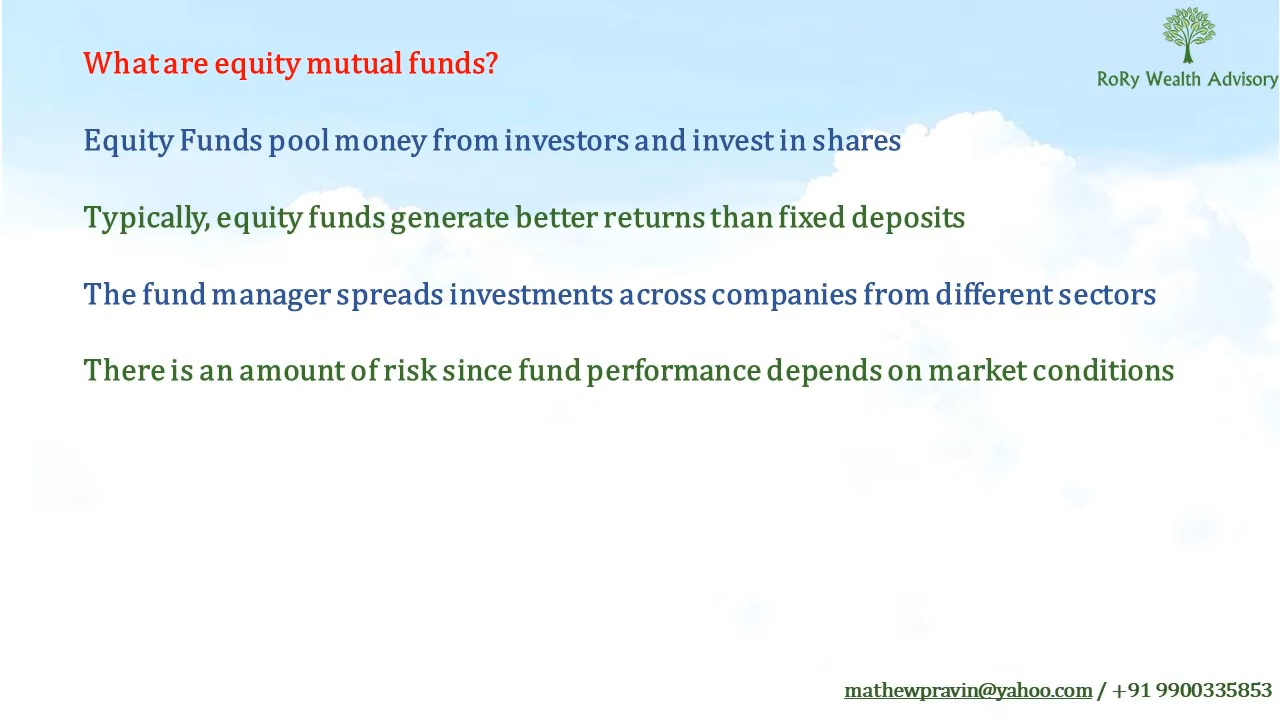 What are equity mutual funds?
RoRy Wealth Advisory
Equity Funds pool money from investors and invest in shares
Typically, equity funds generate better returns than fixed deposits
The fund manager spreads investments across companies from different sectors
There is an amount of risk since fund performance depends on market conditions
mathewpravin@yahoo.com / +91 9900335853